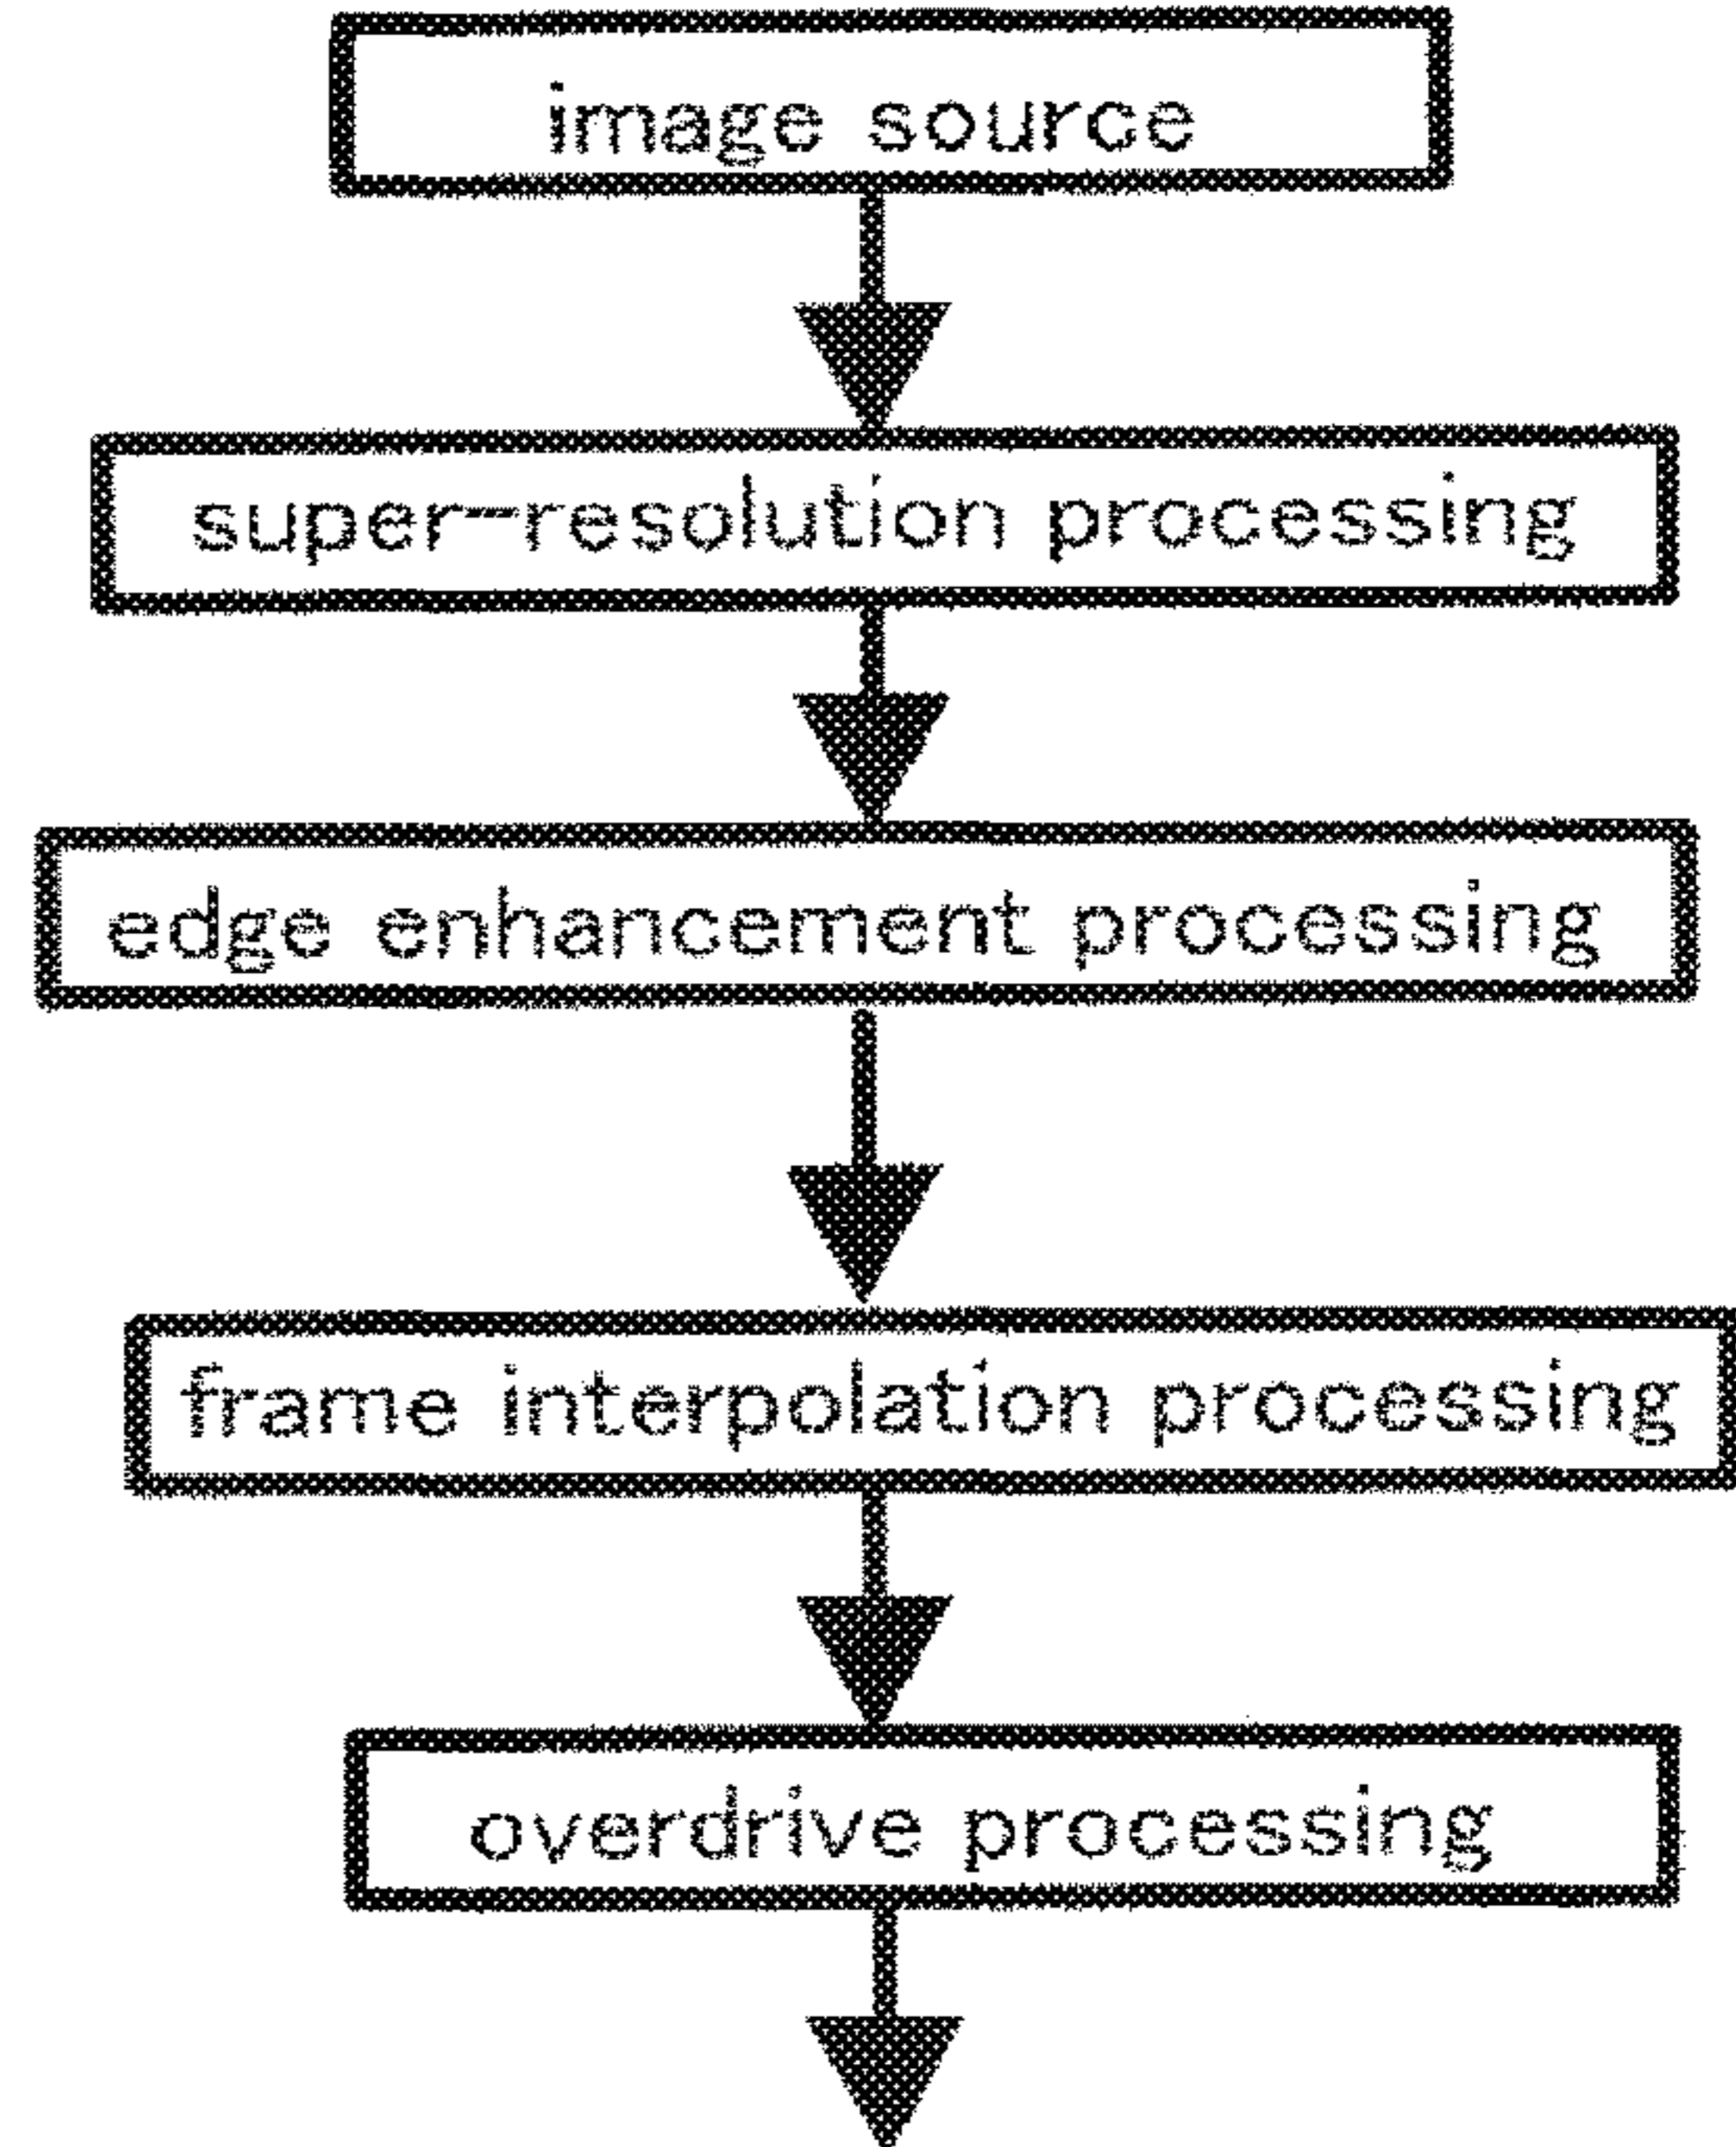 image source
super-resolution processing
edge enhancement processing
frame interpolation processing
overdrive processing